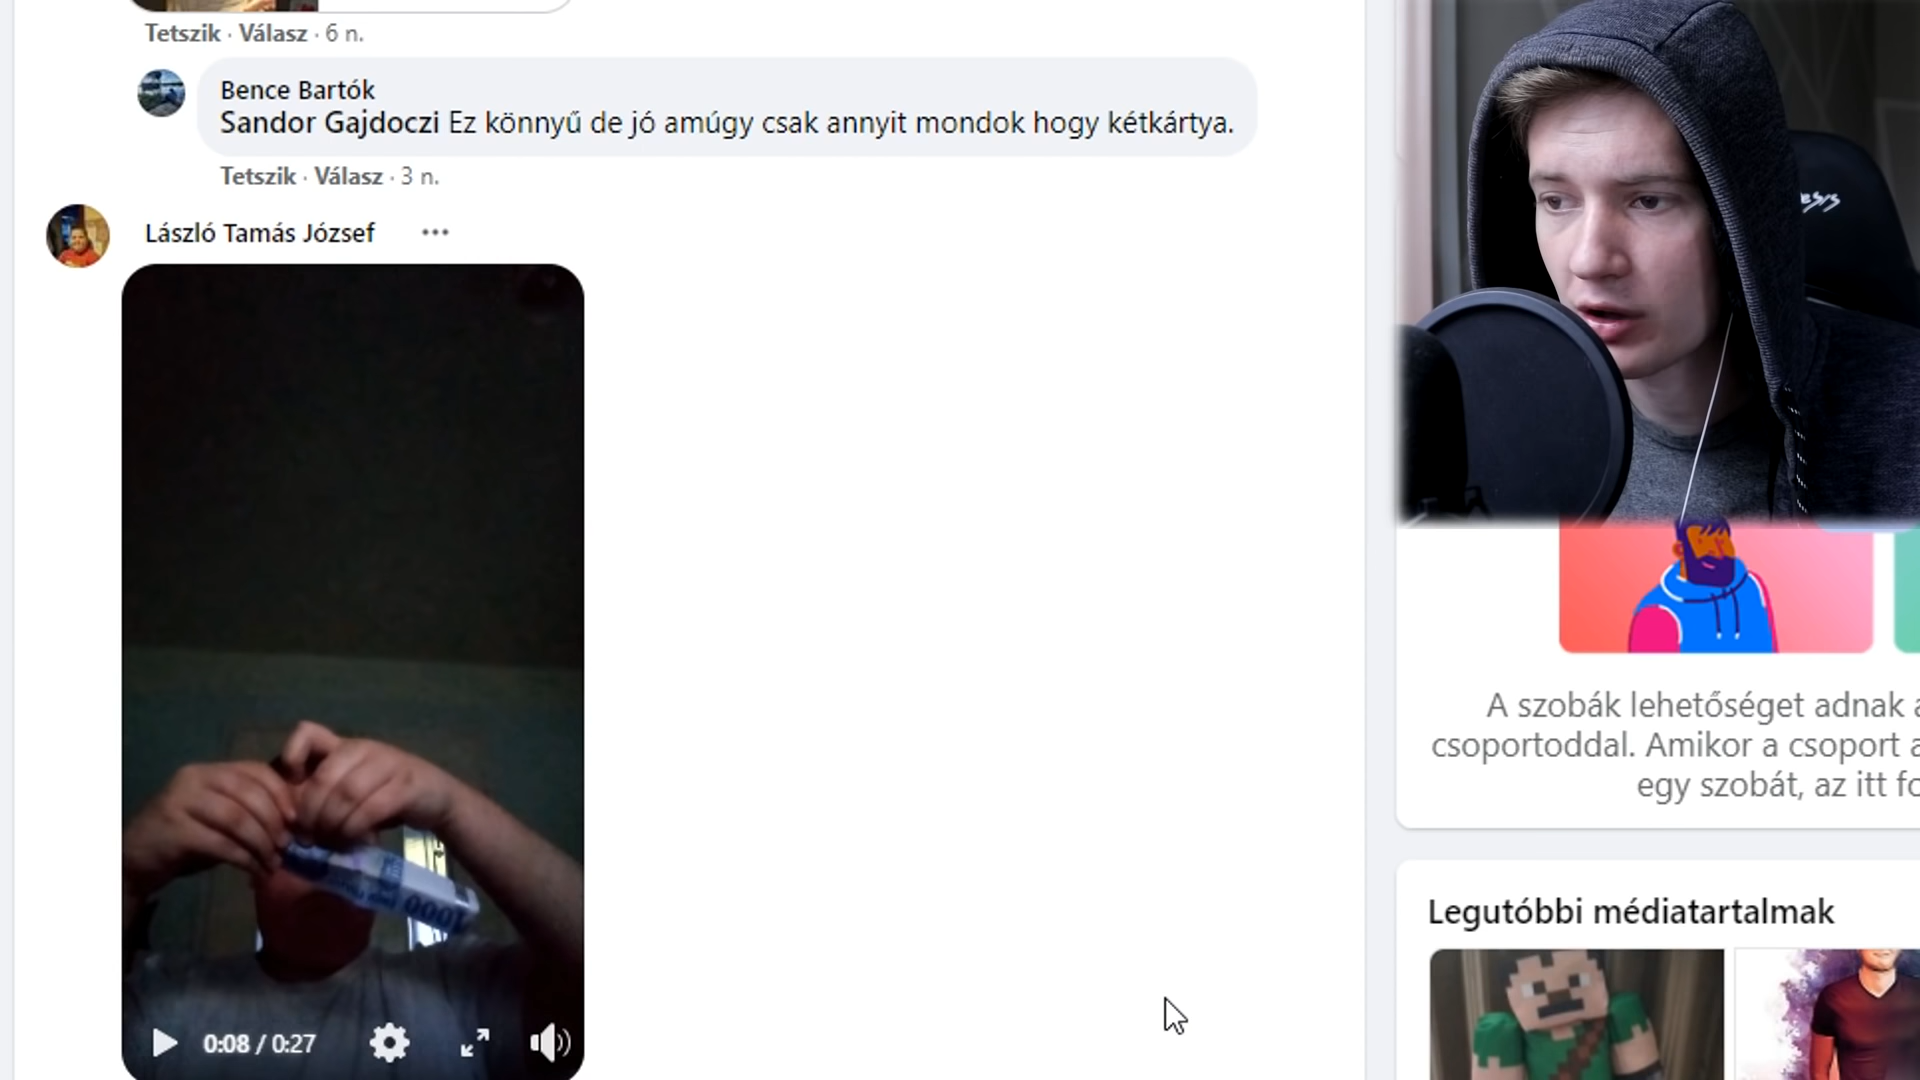 Tetszik · Válasz · 6 n.
Bence Bartók
Sandor Gajdoczi Ez könnyű de jó amúgy csak annyit mondok hogy kétkártya.
Tetszik · Válasz · 3 n.
László Tamás József
1000
0:08 / 0:27
A szobák lehetőséget adnak
csoportoddal. Amikor a csoport
egy szobát, az itt
Legutóbbi médiatartalmak